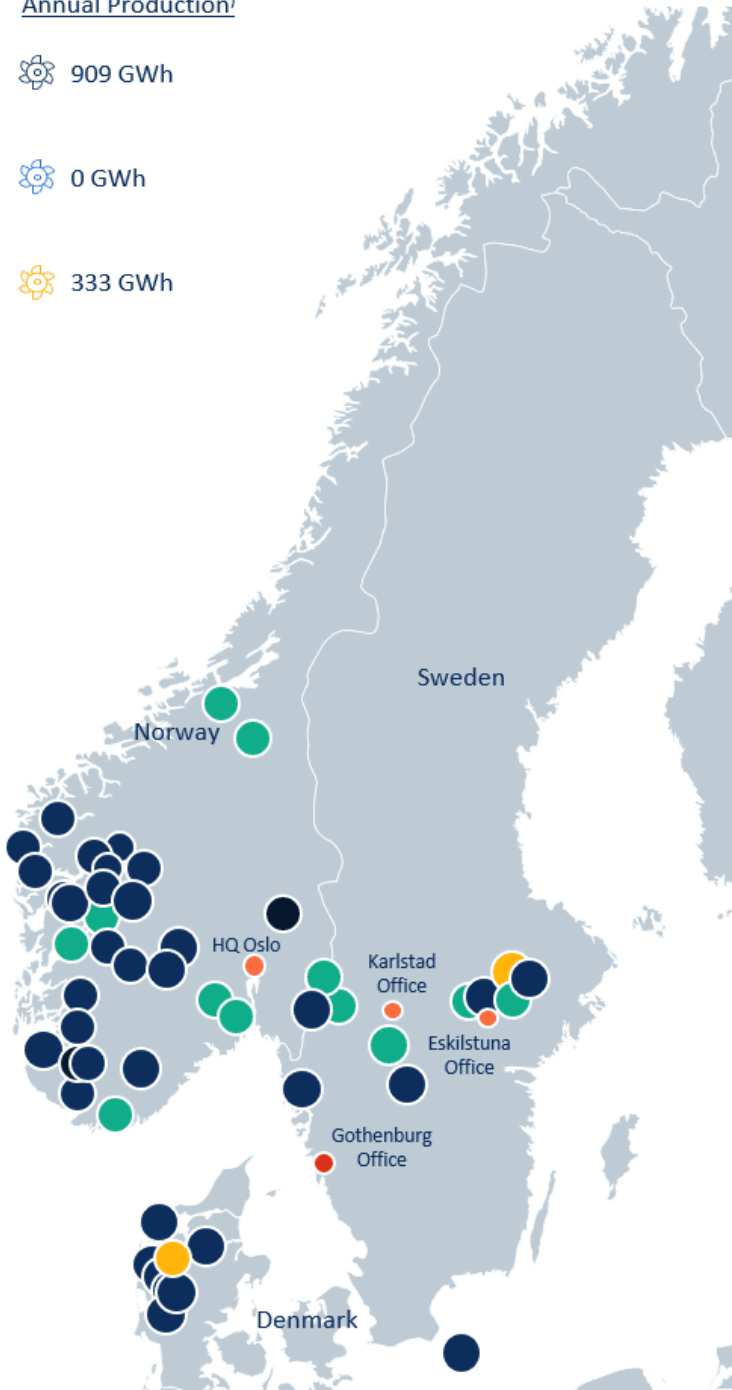 Annual Production⁾
909 GWh
0 GWh
333 GWh
Sweden
Norway
HQ Oslo
Karlstad
Office
Eskilstuna
Office
Gothenburg
Office
Denmark